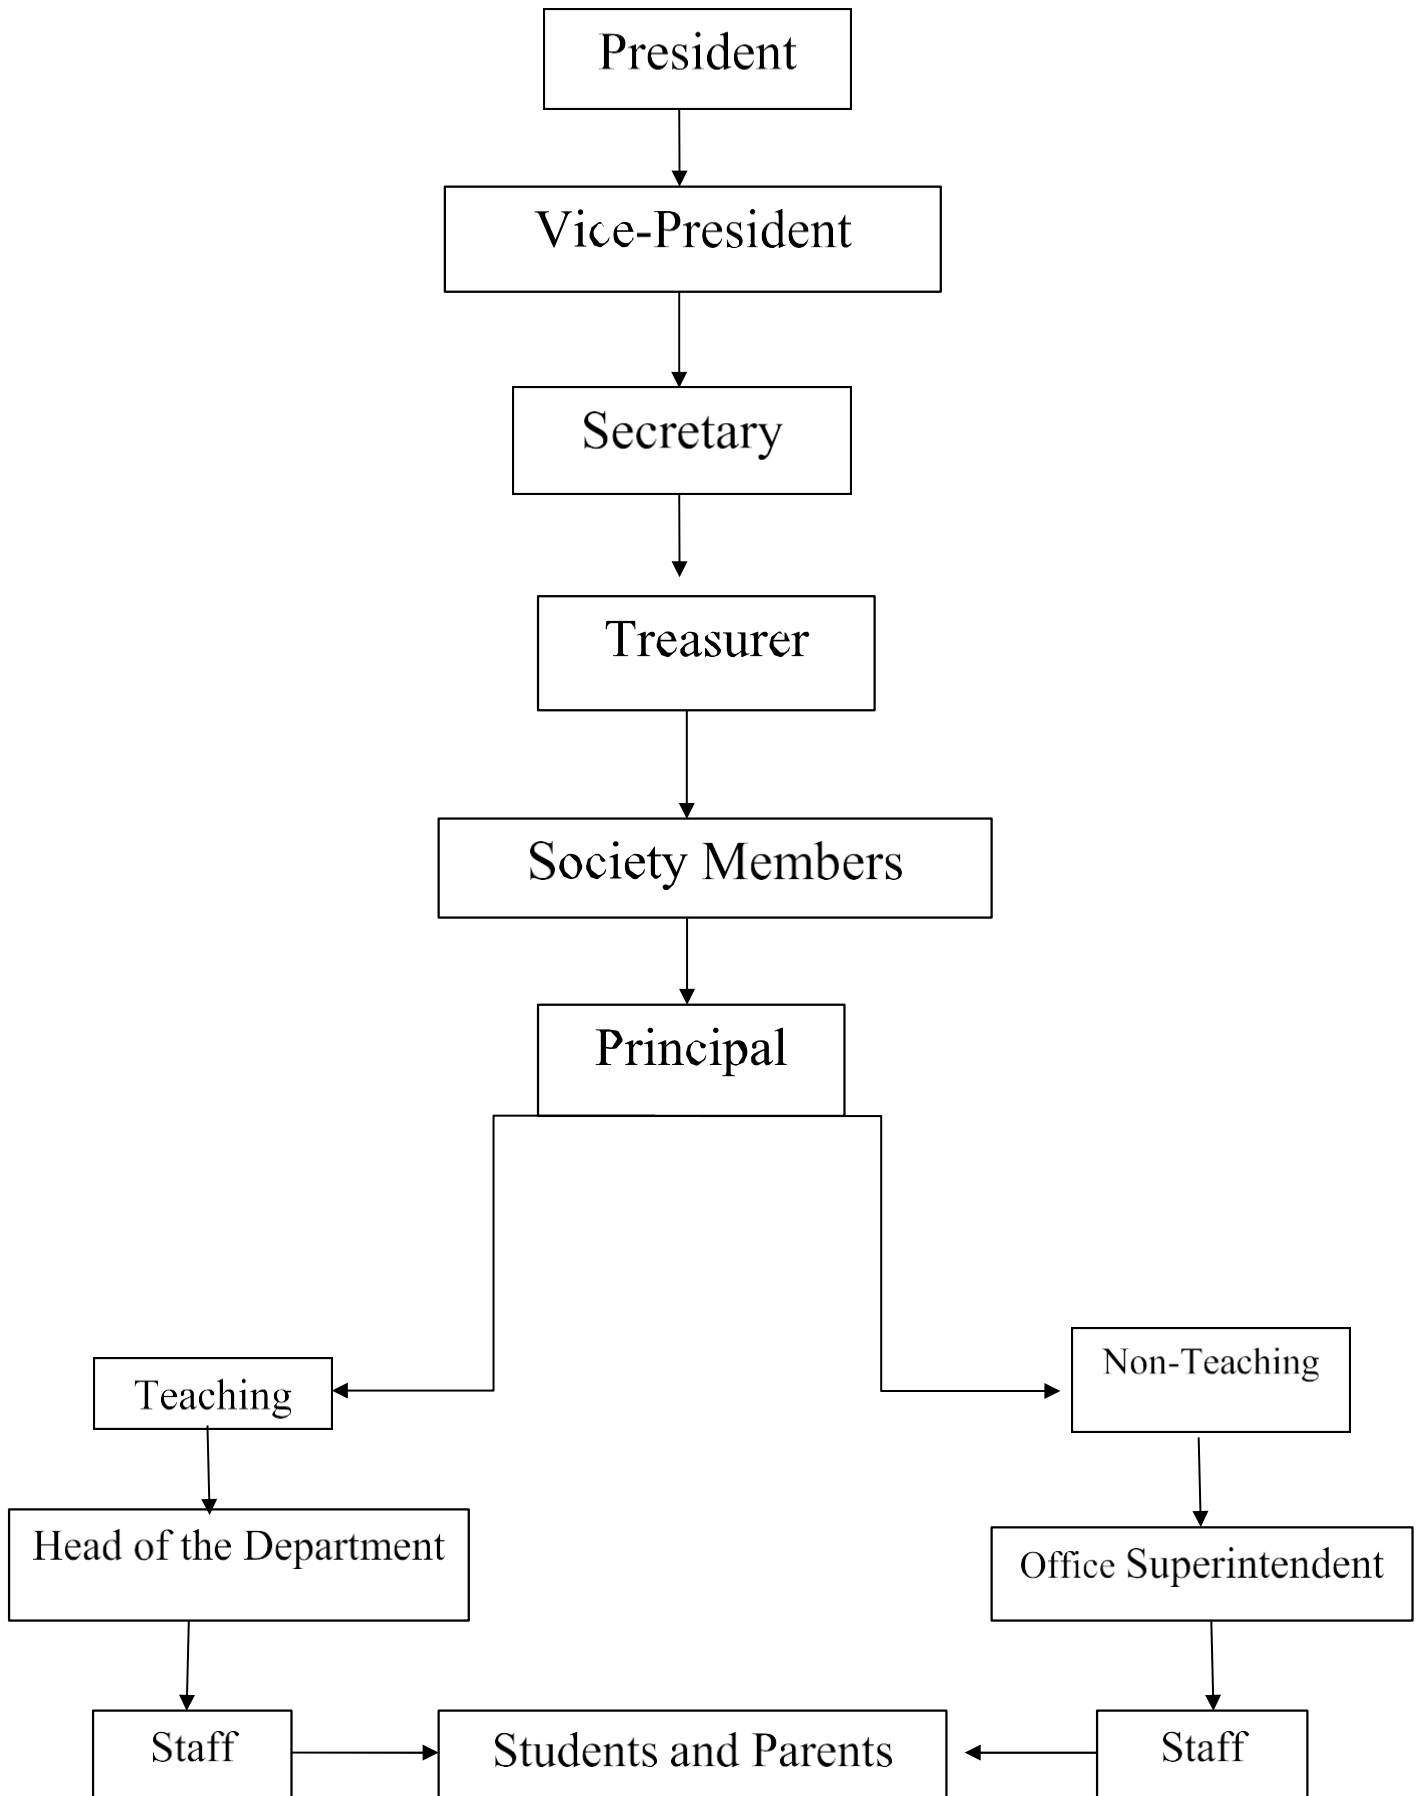 President
Vice-President
Secretary
Treasurer
Society Members
Principal
Teaching
Non-Teaching
Head of the Department
Office Superintendent
Staff
Students and Parents
Staff